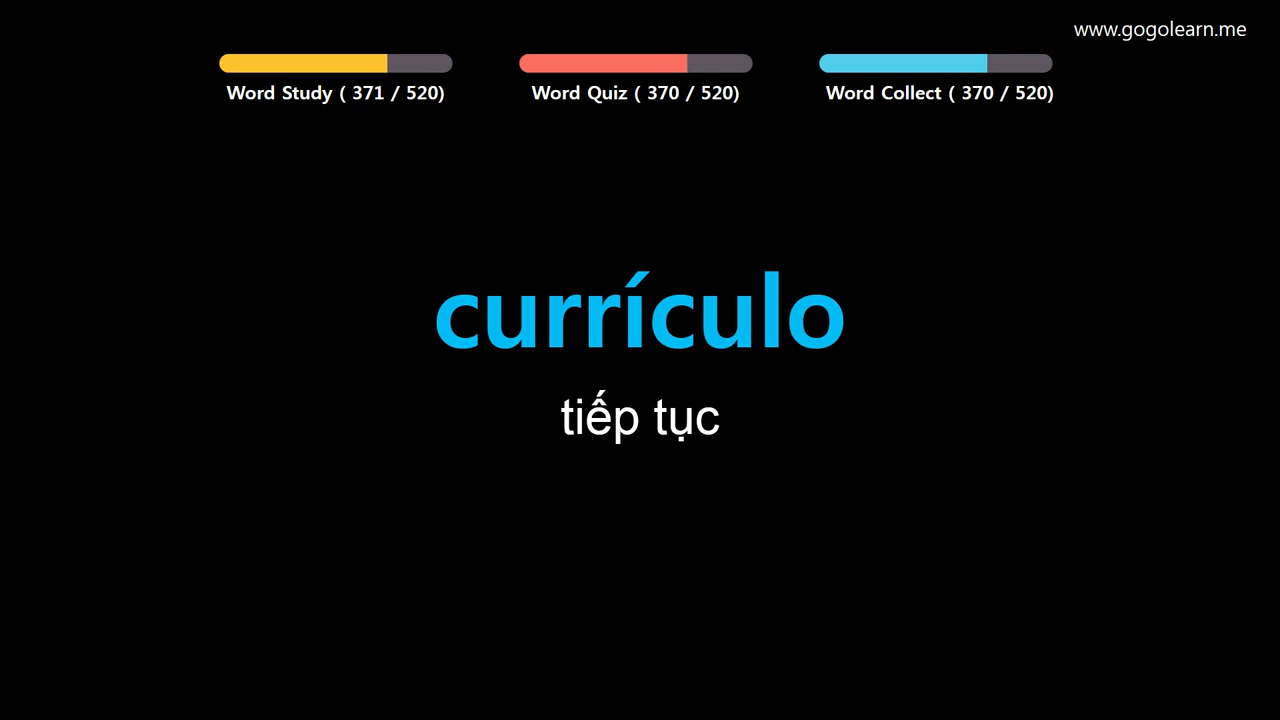 www.gogolearn.me
Word Study ( 371 / 520)
Word Quiz ( 370 / 520)
Word Collect ( 370 / 520)
currículo
tiếp tục